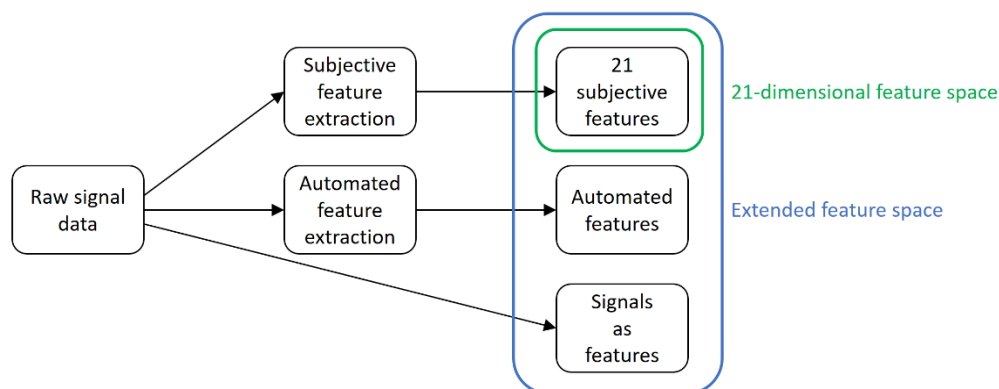 Subjective
feature
extraction
21
subjective
features
21-dimensional feature space
Raw signal
data
Automated
feature
extraction
Automated
features
Extended feature space
Signals
as
features